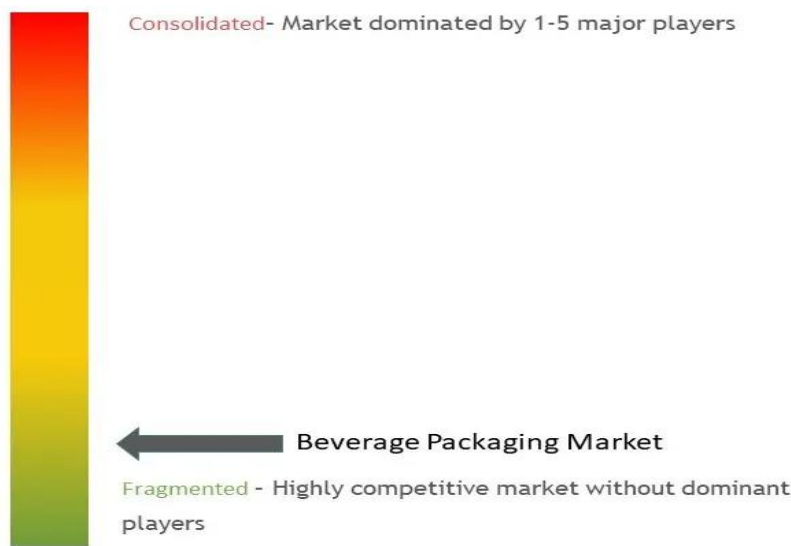 Consolidated- Market dominated by 1-5 major players
Beverage Packaging Market
Fragmented - Highly competitive market without dominant
players